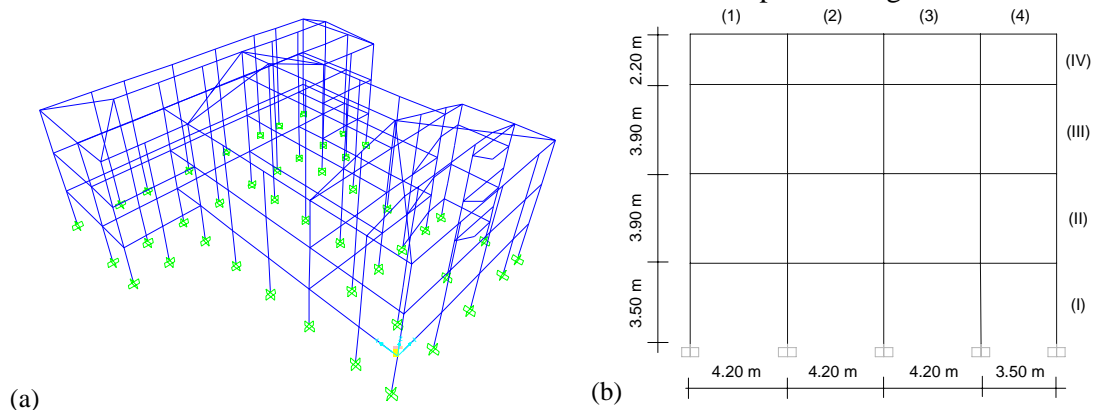 (1) (2) (3) (4)
2.20 m
(IV)
3.90 m
(III)
3.90 m
(II)
3.50 m
(I)
4.20 m 4.20 m 4.20 m 3.50 m
(a)
(b)